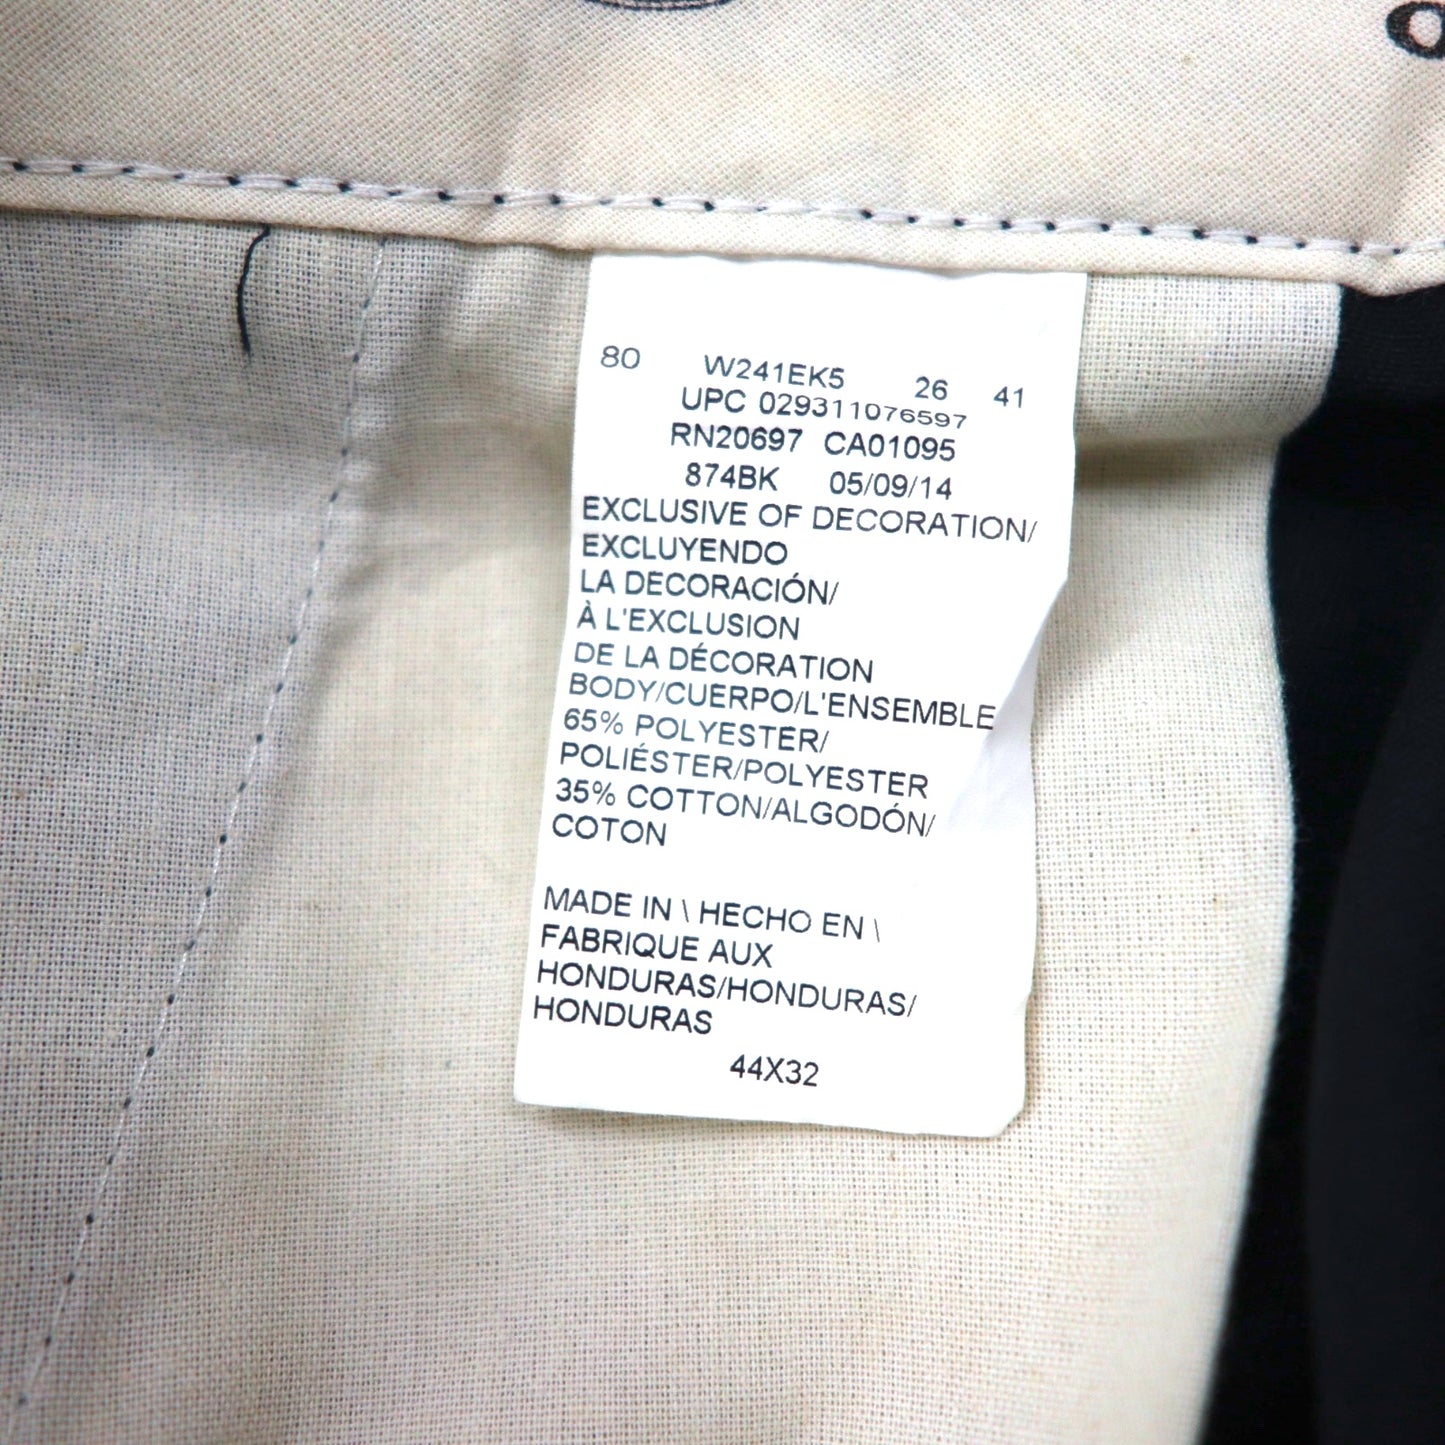 80 W241EK5 26 41
UPC 029311076597
RN20697 CA01095
874BK 05/09/14
EXCLUSIVE OF DECORATION/
EXCLUYENDO
LA DECORACIÓN/
À L'EXCLUSION
DE LA DÉCORATION
BODY/CUERPO/L'ENSEMBLE
65% POLYESTER/
POLIÉSTER/POLYESTER
35% COTTON/ALGODÓN/
COTON
MADE IN \ HECHO EN \
FABRIQUE AUX
HONDURAS/HONDURAS/
HONDURAS
44X32